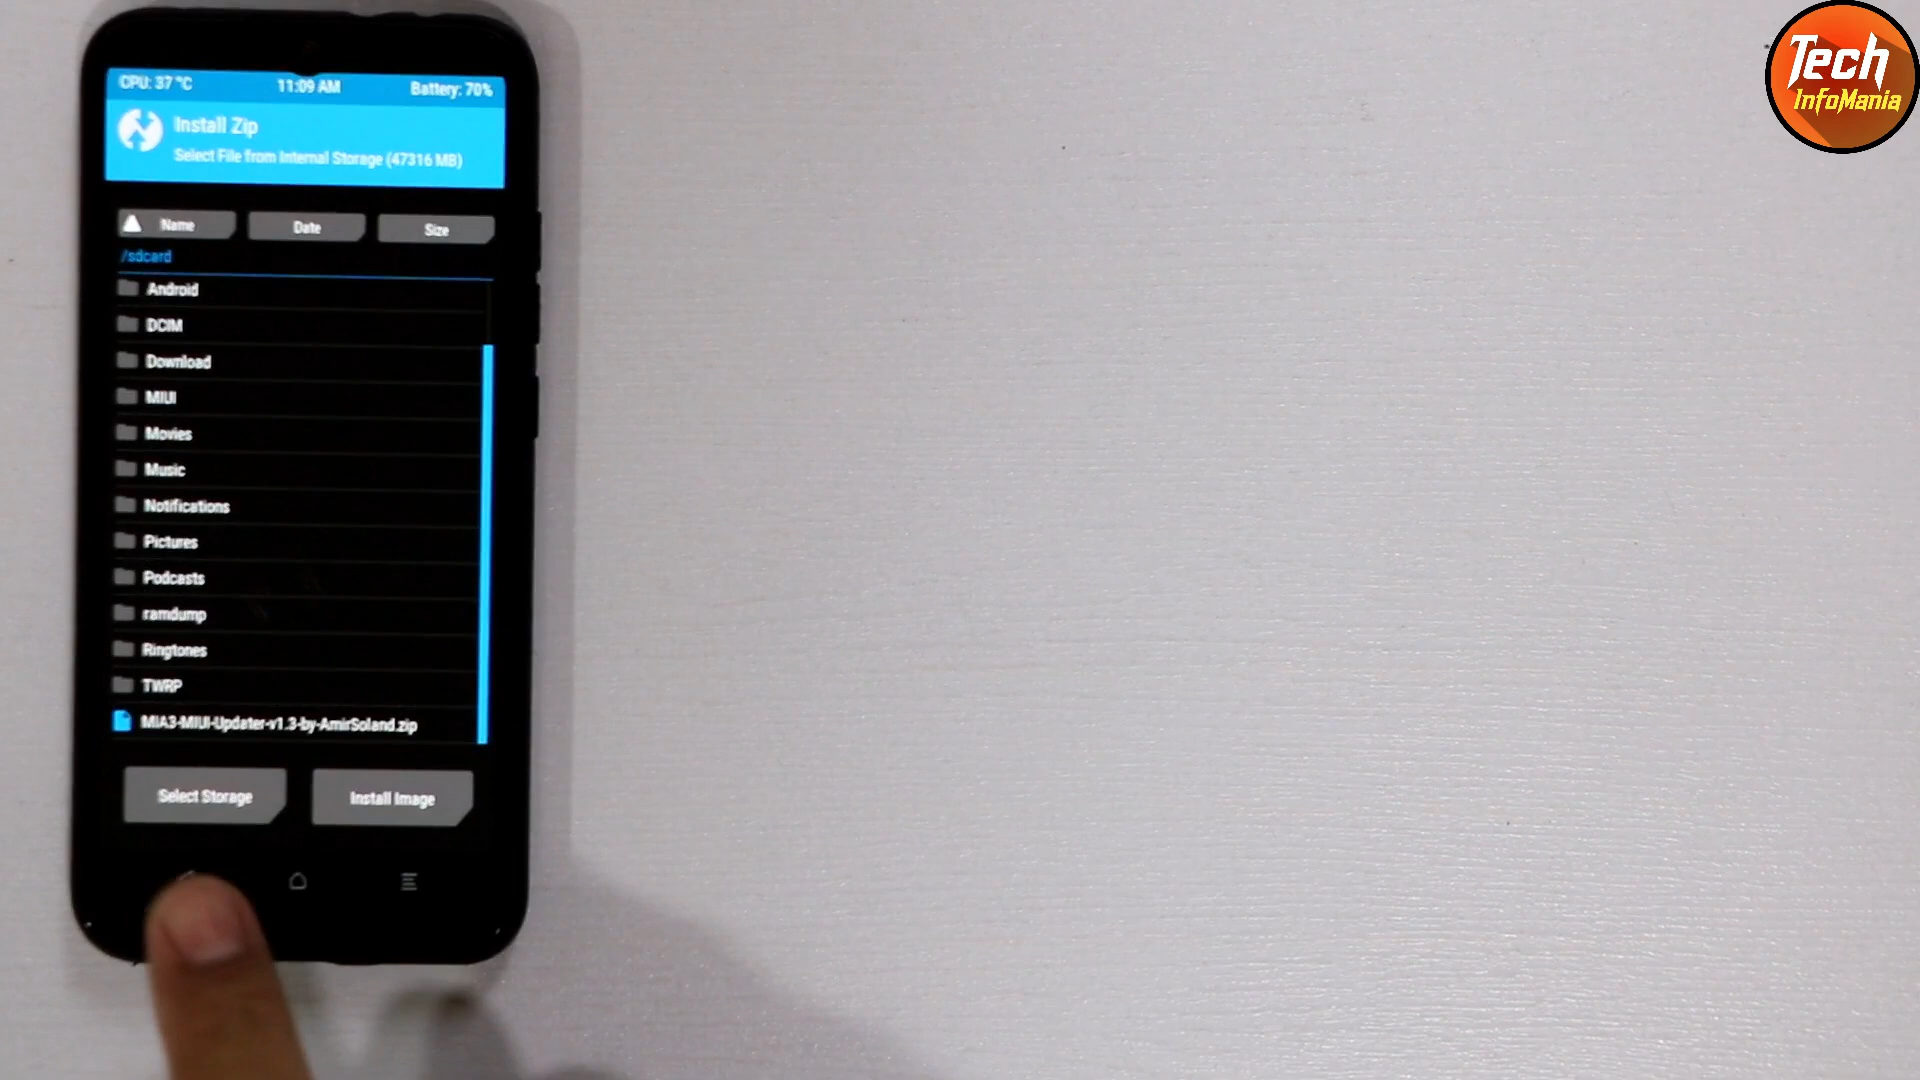 CPU: 37 °C 11:09 AM Battery: 70%
Install Zip
Select File from Internal Storage (47316 MB)
Name Date Size
/sdcard
Android
DCIM
Download
MIUI
Movies
Music
Notifications
Pictures
Podcasts
ramdump
Ringtones
TWRP
MIA3-MIUI-Updater-v1.3-by-AmirSoland.zip
Select Storage Install Image
Tech
InfoMania